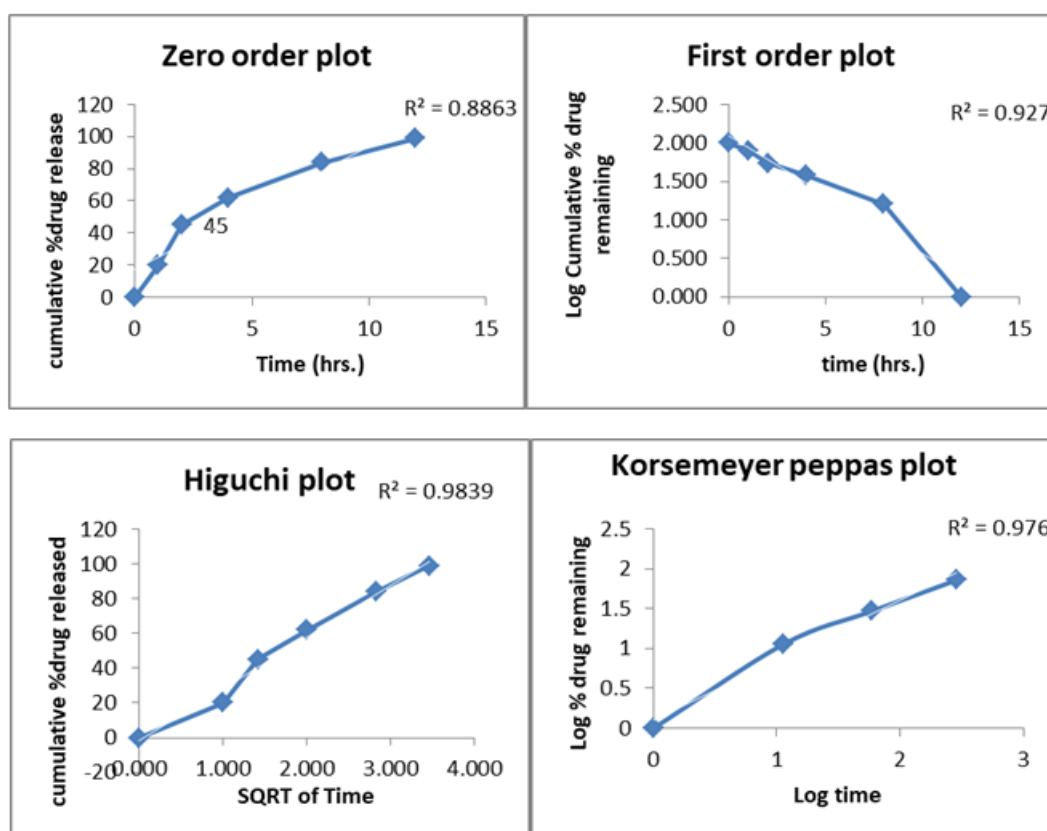 Zero order plot
R² = 0.8863
cumulative %drug release
120
100
80
60
40
20
0
45
0
5
10
15
Time (hrs.)
First order plot
R² = 0.927
Log Cumulative % drug
remaining
2.500
2.000
1.500
1.000
0.500
0.000
0
5
10
15
time (hrs.)
Higuchi plot
R² = 0.9839
cumulative %drug released
120
100
80
60
40
20
0
-20
0.000
1.000
2.000
3.000
4.000
SQRT of Time
Korsemeyer peppas plot
R² = 0.976
Log % drug remaining
2.5
2
1.5
1
0.5
0
0
1
2
3
Log time